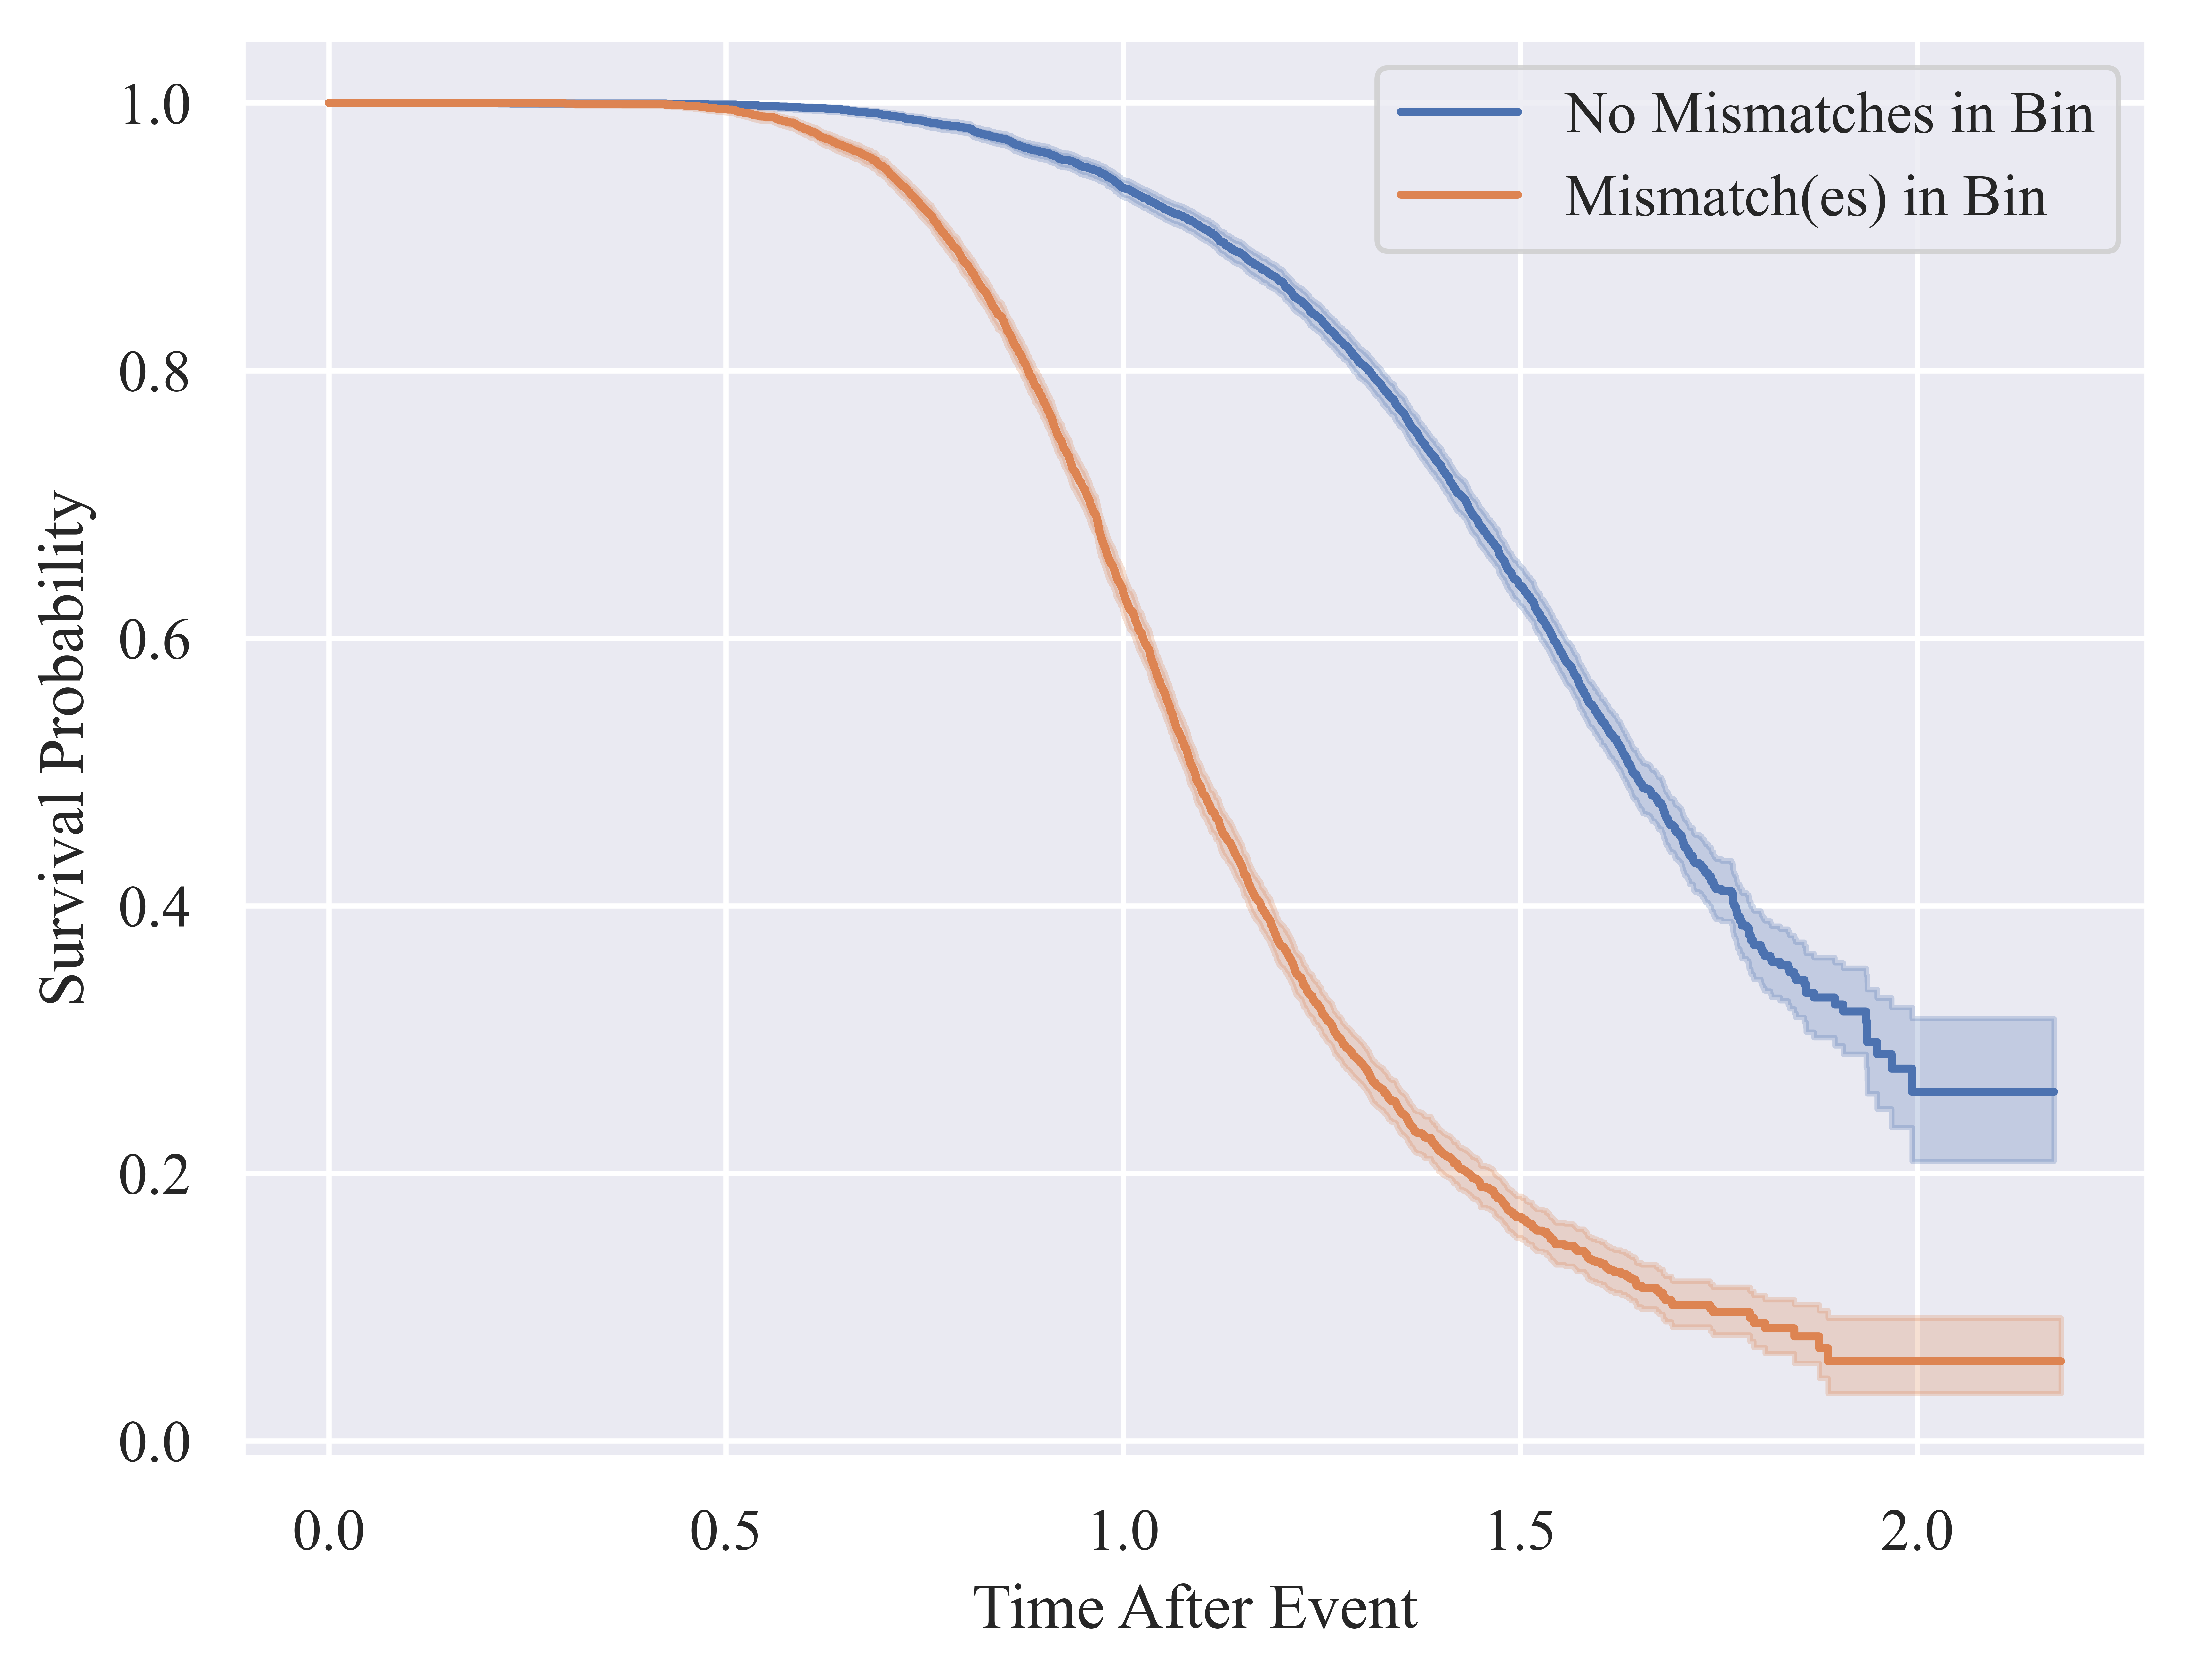 No Mismatches in Bin
Mismatch(es) in Bin
Survival Probability
1.0
0.8
0.6
0.4
0.2
0.0
0.0 0.5 1.0 1.5 2.0
Time After Event